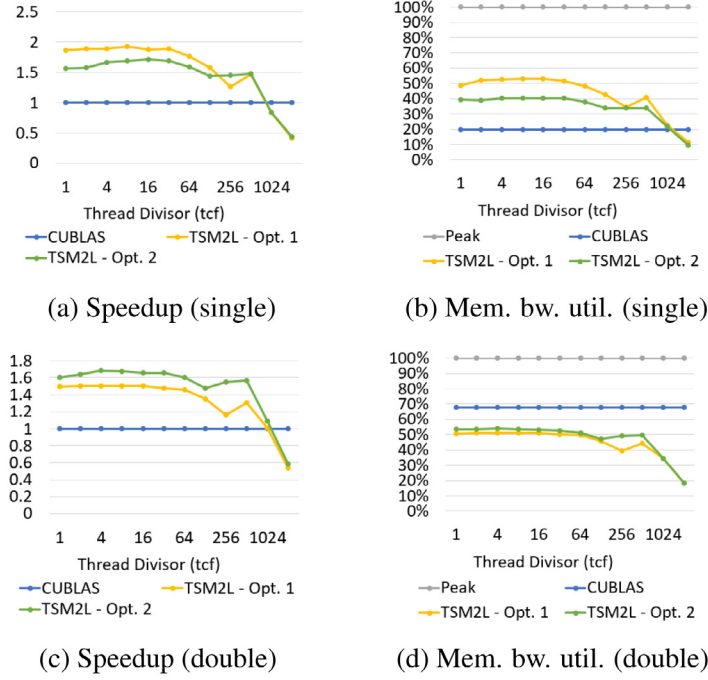 2.5
2
1.5
1
0.5
0
1 4 16 64 256 1024
Thread Divisor (tcf)
CUBLAS TSM2L - Opt. 1
TSM2L - Opt. 2
(a) Speedup (single)
100%
90%
80%
70%
60%
50%
40%
30%
20%
10%
0%
1 4 16 64 256 1024
Thread Divisor (tcf)
Peak CUBLAS
TSM2L - Opt. 1 TSM2L - Opt. 2
(b) Mem. bw. util. (single)
1.8
1.6
1.4
1.2
1
0.8
0.6
0.4
0.2
0
1 4 16 64 256 1024
Thread Divisor (tcf)
CUBLAS TSM2L - Opt. 1
TSM2L - Opt. 2
(c) Speedup (double)
100%
90%
80%
70%
60%
50%
40%
30%
20%
10%
0%
1 4 16 64 256 1024
Thread Divisor (tcf)
Peak CUBLAS
TSM2L - Opt. 1 TSM2L - Opt. 2
(d) Mem. bw. util. (double)